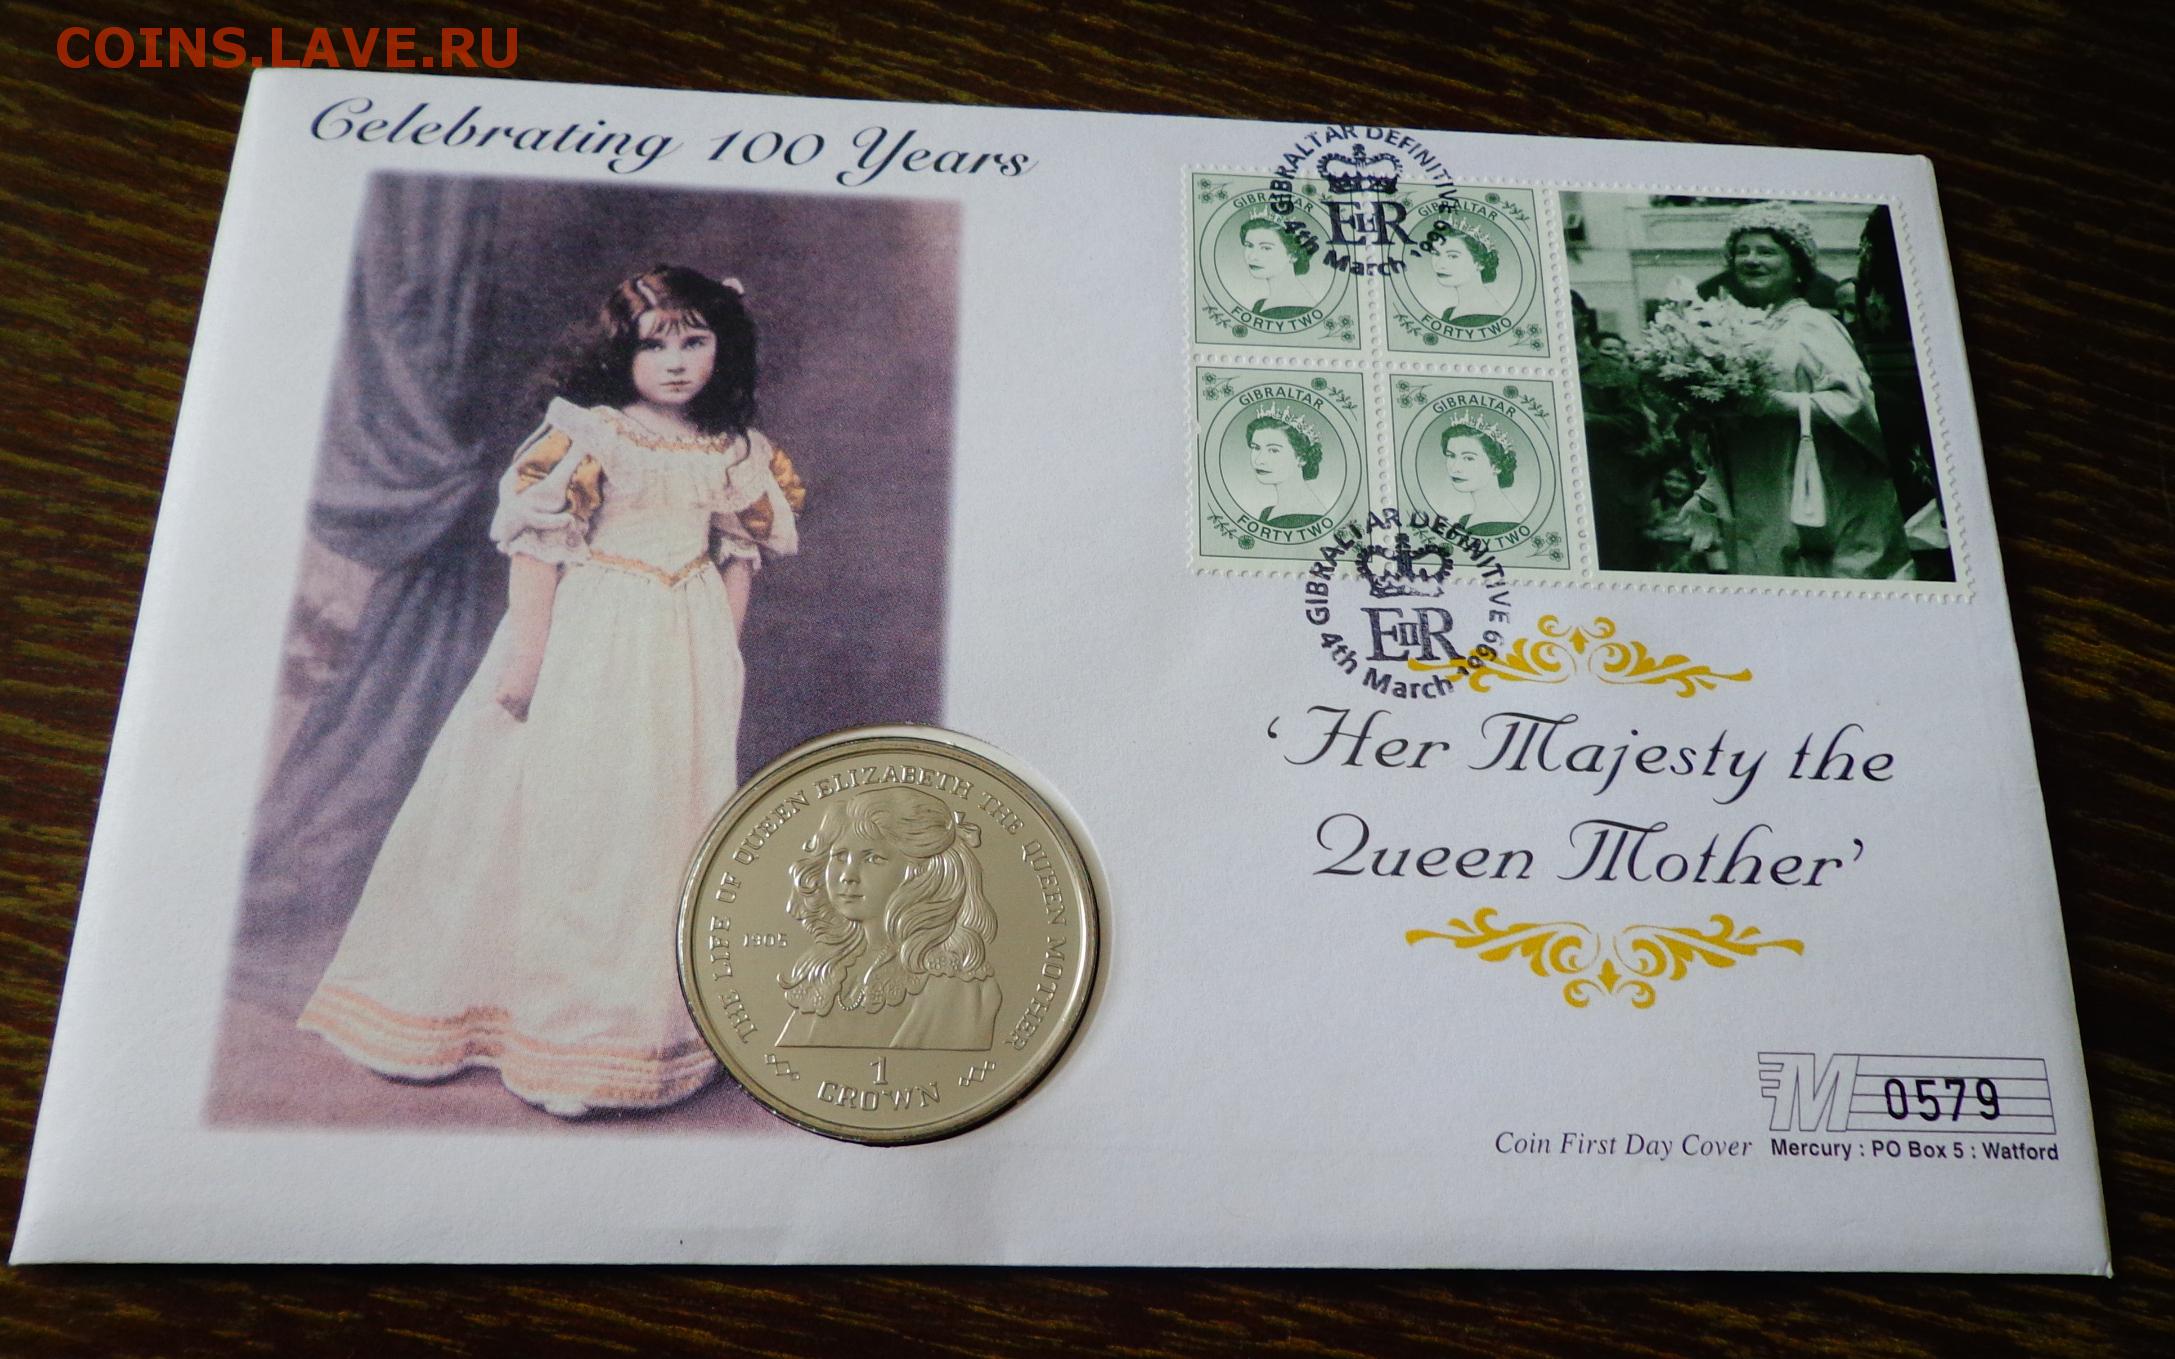 COINS.LAVE.RU
Celebrating 100 Years
GIBRALTAR DEFINITIVE
EIIR
4th March 1999
GIBRALTAR
FORTY TWO
GIBRALTAR
FORTY TWO
GIBRALTAR
FORTY TWO
GIBRALTAR
FORTY TWO
GIBRALTAR DEFINITIVE
EIIR
4th March 1999
'Her Majesty the
Queen Mother'
THE LIFE OF QUEEN ELIZABETH THE QUEEN MOTHER
1905
1
CROWN
M 0579
Coin First Day Cover
Mercury : PO Box 5 : Watford